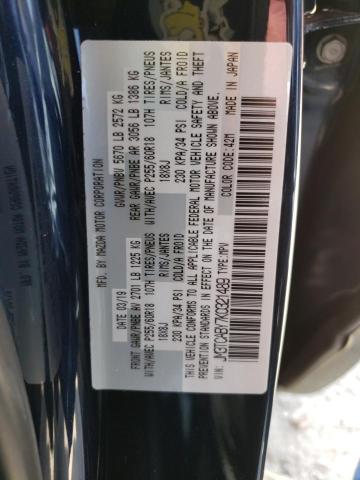 MFD. BY MAZDA MOTOR CORPORATION
DATE: 03/19 GVWR/PNBV 5670 LB 2572 KG
FRONT GAWR/PNBE AV 2701 LB 1225 KG REAR GAWR/PNBE AR 3056 LB 1386 KG
WITH/AVEC P255/60R18 107H TIRES/PNEUS WITH/AVEC P255/60R18 107H TIRES/PNEUS
18X8J RIMS/JANTES 18X8J RIMS/JANTES
230 KPA/34 PSI COLD/A FROID 230 KPA/34 PSI COLD/A FROID
THIS VEHICLE CONFORMS TO ALL APPLICABLE FEDERAL MOTOR VEHICLE SAFETY, BUMPER,
AND THEFT PREVENTION STANDARDS IN EFFECT ON THE DATE OF MANUFACTURE SHOWN ABOVE.
VIN: JM3TCABY7K0321489 TYPE: MPV COLOR CODE: 42M MADE IN JAPAN